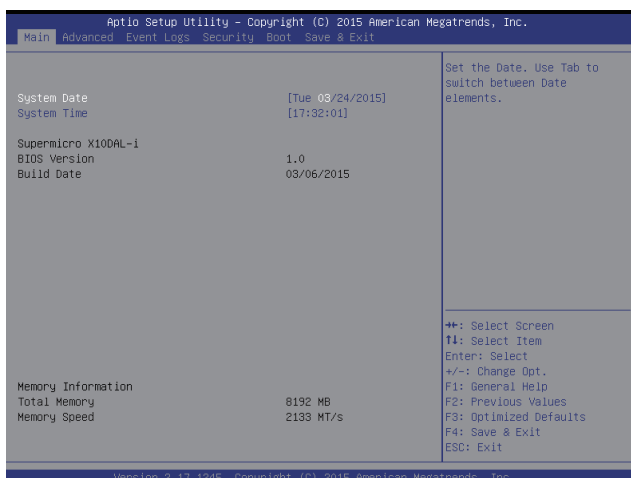 Aptio Setup Utility – Copyright (C) 2015 American Megatrends, Inc.
Main Advanced Event Logs Security Boot Save & Exit
System Date [Tue 03/24/2015]
System Time [17:32:01]
Supermicro X10DAL-i
BIOS Version 1.0
Build Date 03/06/2015
Memory Information
Total Memory 8192 MB
Memory Speed 2133 MT/s
Set the Date. Use Tab to
switch between Date
elements.
→←: Select Screen
↑↓: Select Item
Enter: Select
+/-: Change Opt.
F1: General Help
F2: Previous Values
F3: Optimized Defaults
F4: Save & Exit
ESC: Exit
Version 2.17.1245. Copyright (C) 2015 American Megatrends, Inc.